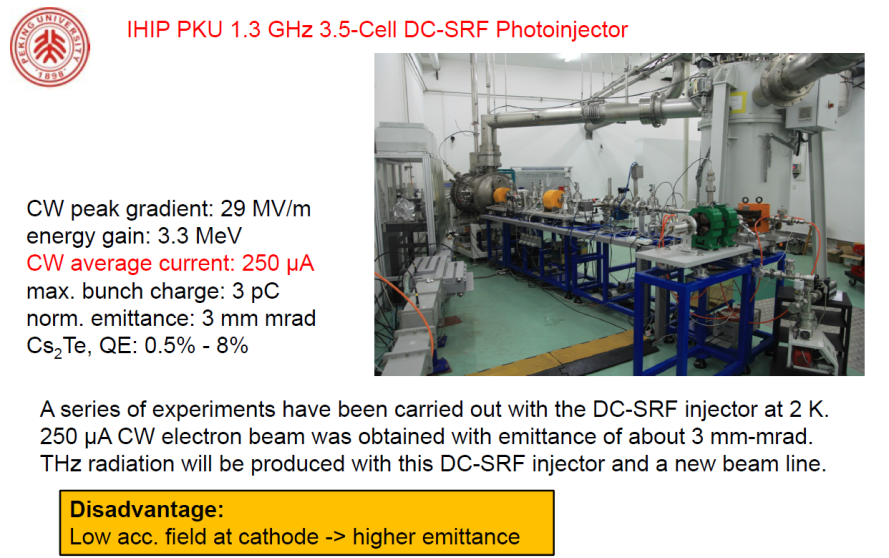 IHIP PKU 1.3 GHz 3.5-Cell DC-SRF Photoinjector
PEKING UNIVERSITY
1898
CW peak gradient: 29 MV/m
energy gain: 3.3 MeV
CW average current: 250 µA
max. bunch charge: 3 pC
norm. emittance: 3 mm mrad
Cs₂Te, QE: 0.5% - 8%
A series of experiments have been carried out with the DC-SRF injector at 2 K.
250 µA CW electron beam was obtained with emittance of about 3 mm-mrad.
THz radiation will be produced with this DC-SRF injector and a new beam line.
Disadvantage:
Low acc. field at cathode -> higher emittance